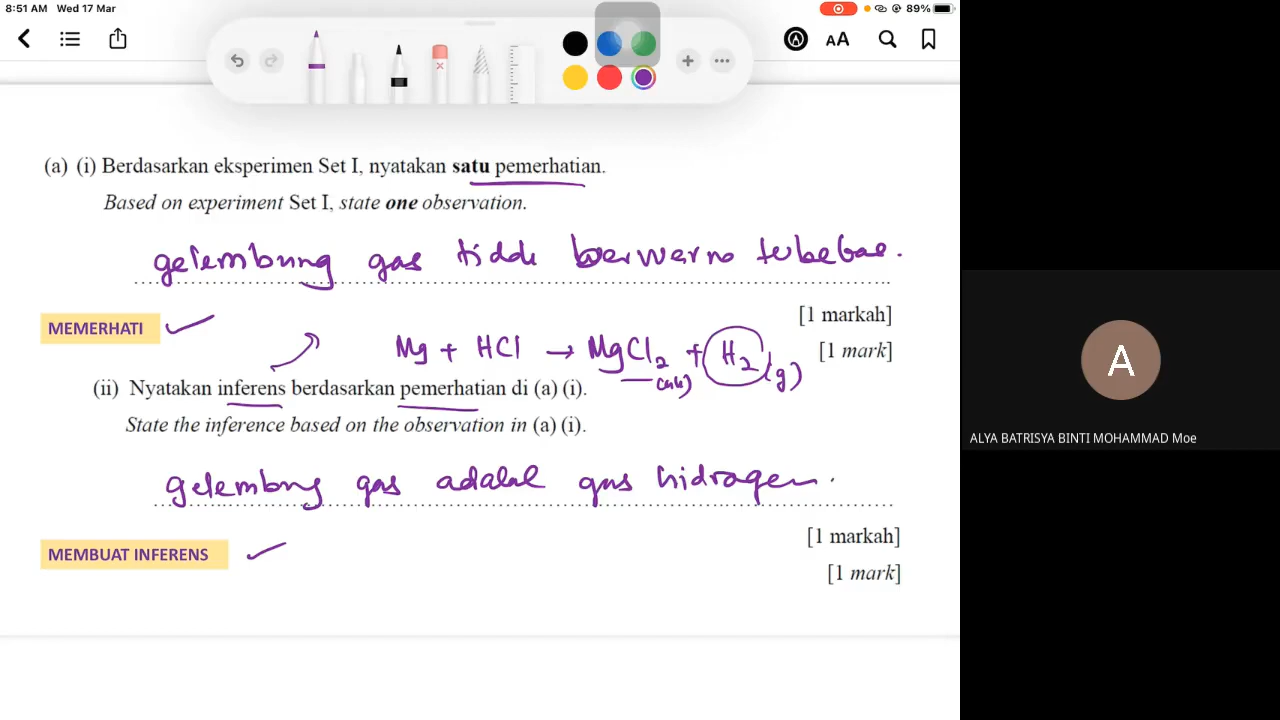 8:51 AM Wed 17 Mar
89%
AA
(a) (i) Berdasarkan eksperimen Set I, nyatakan satu pemerhatian.
Based on experiment Set I, state one observation.
gelembung gas tidak berwarna terbebas.
[1 markah]
MEMERHATI
Mg + HCl → MgCl₂ (ak) + H₂ (g)
[1 mark]
(ii) Nyatakan inferens berdasarkan pemerhatian di (a) (i).
State the inference based on the observation in (a) (i).
gelembung gas adalah gas hidrogen.
[1 markah]
MEMBUAT INFERENS
[1 mark]
A
ALYA BATRISYA BINTI MOHAMMAD Moe